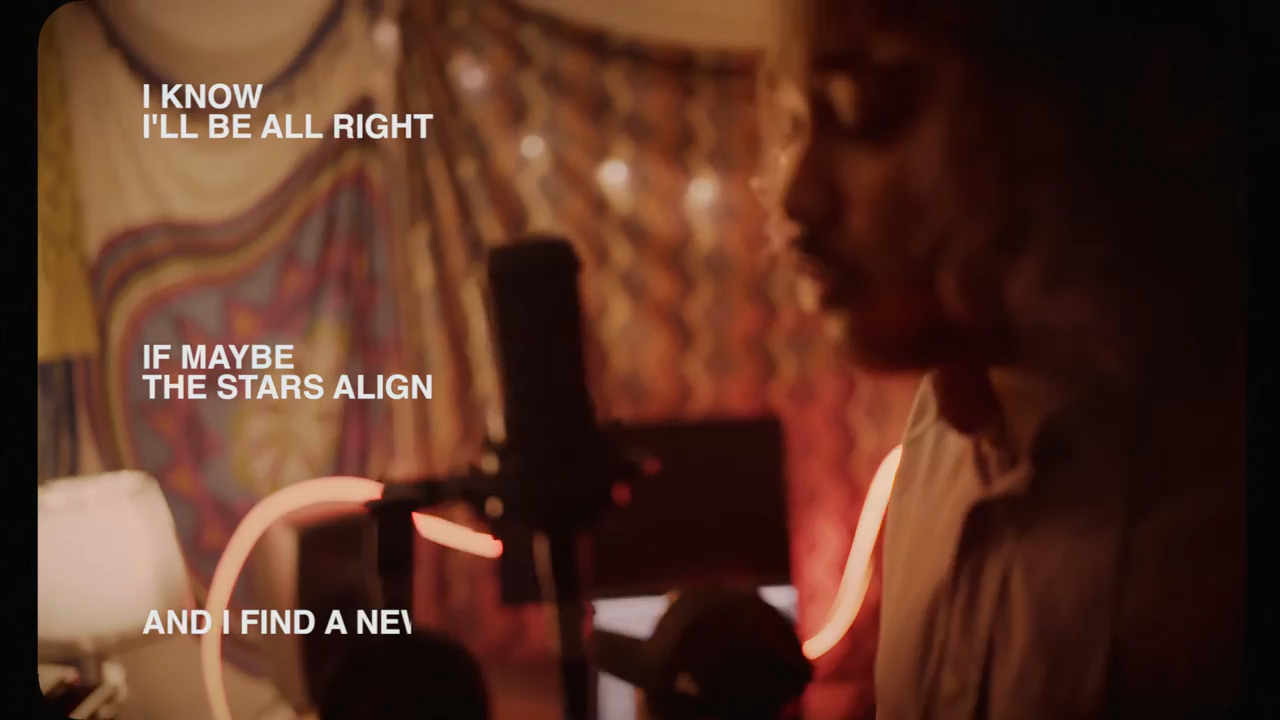 I KNOW
I'LL BE ALL RIGHT
IF MAYBE
THE STARS ALIGN
AND I FIND A